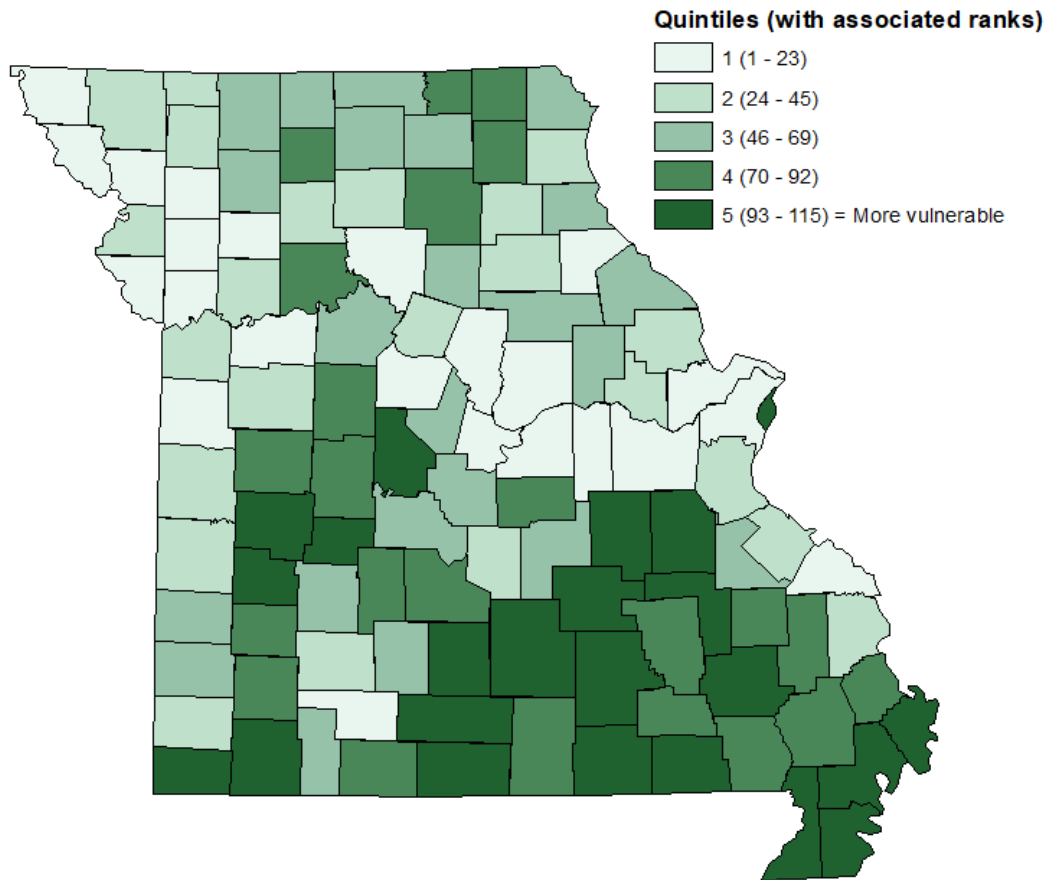 Quintiles (with associated ranks)
1 (1 - 23)
2 (24 - 45)
3 (46 - 69)
4 (70 - 92)
5 (93 - 115) = More vulnerable